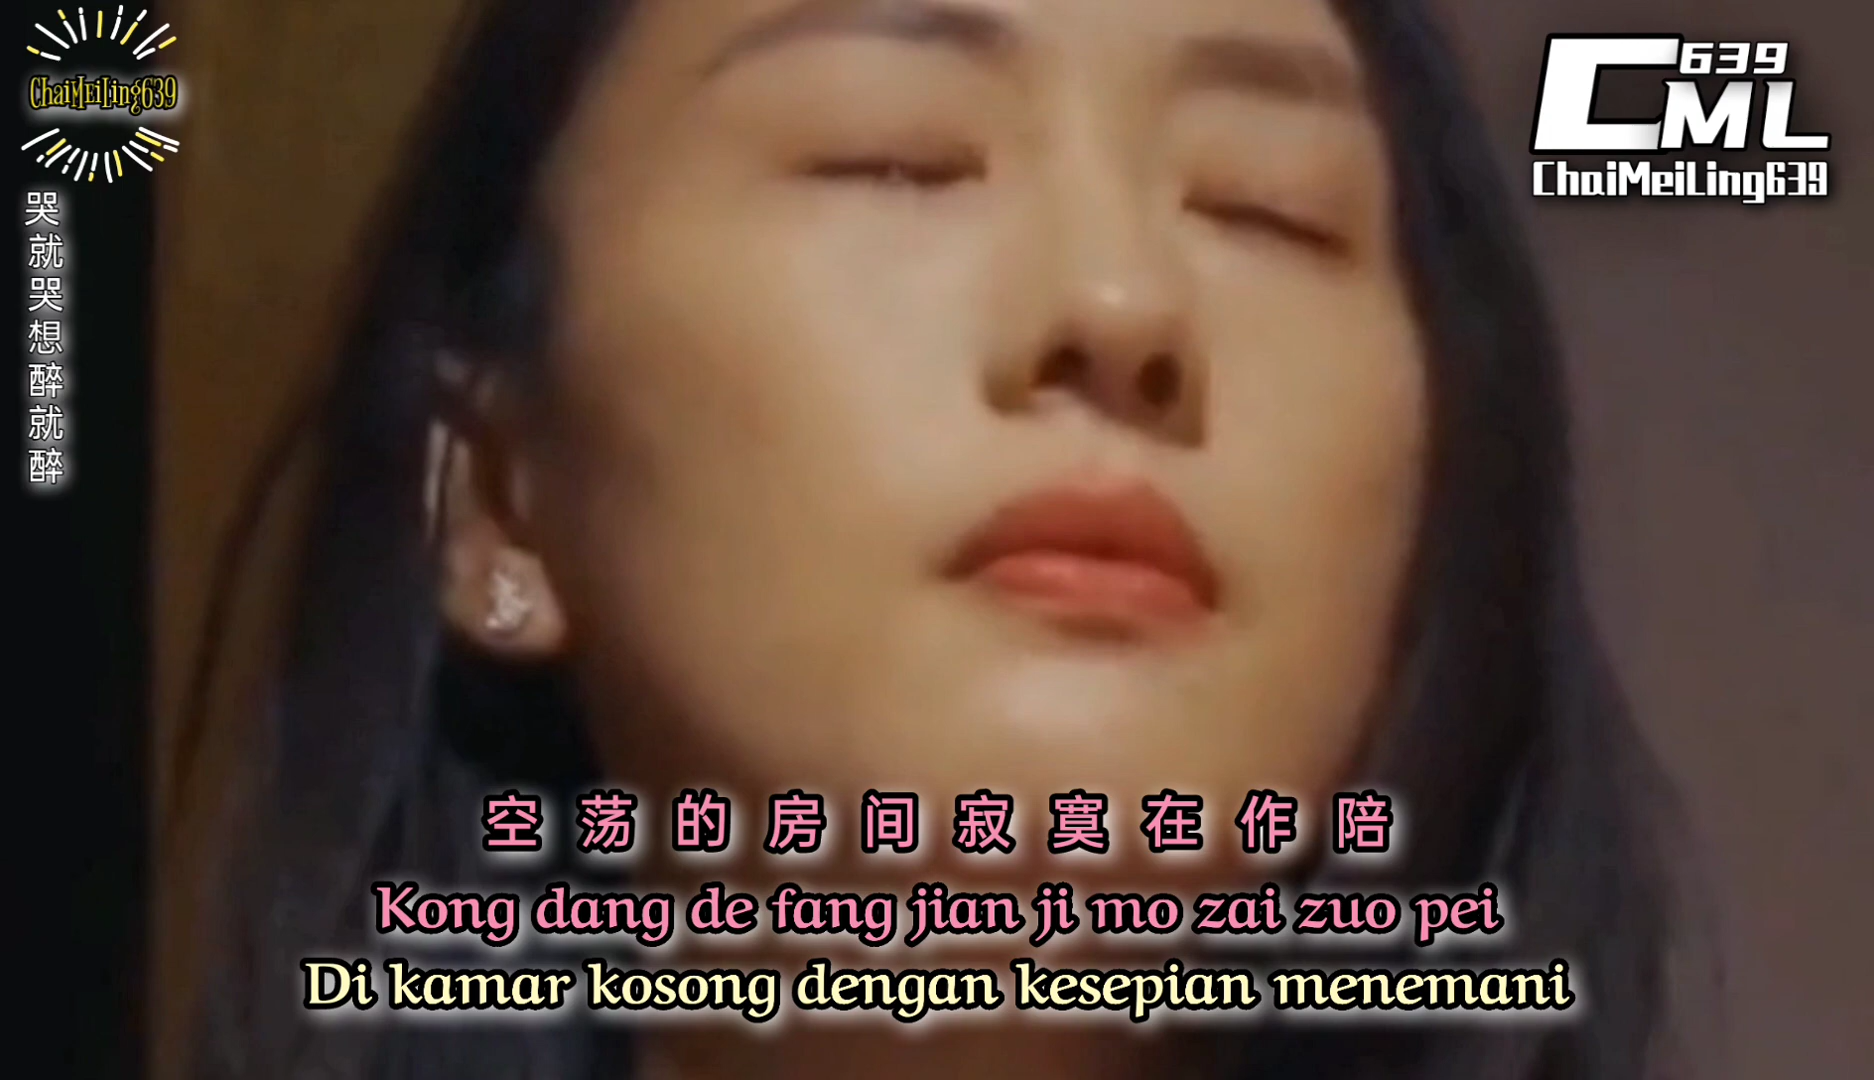 ChaiMEiLing639
哭就哭想醉就醉
639
CML
ChaiMeiLing639
空荡的房间寂寞在作陪
Kong dang de fang jian ji mo zai zuo pei
Di kamar kosong dengan kesepian menemani